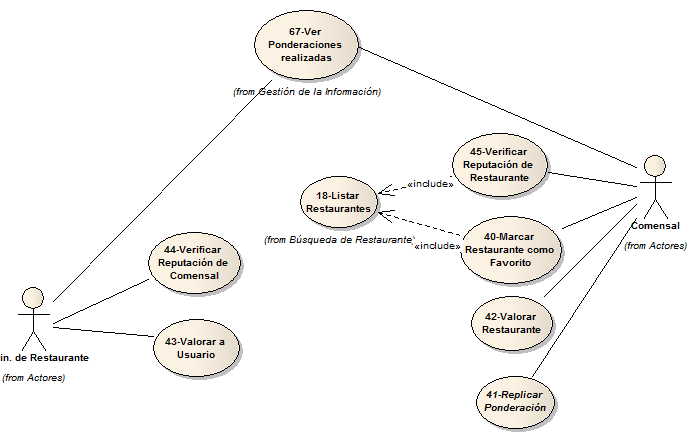 67-Ver
Ponderaciones
realizadas
(from Gestión de la Información)
45-Verificar
Reputación de
Restaurante
«include»
18-Listar
Restaurantes
(from Búsqueda de Restaurante)
«include»
40-Marcar
Restaurante como
Favorito
Comensal
(from Actores)
44-Verificar
Reputación de
Comensal
42-Valorar
Restaurante
43-Valorar a
Usuario
in. de Restaurante
(from Actores)
41-Replicar
Ponderación